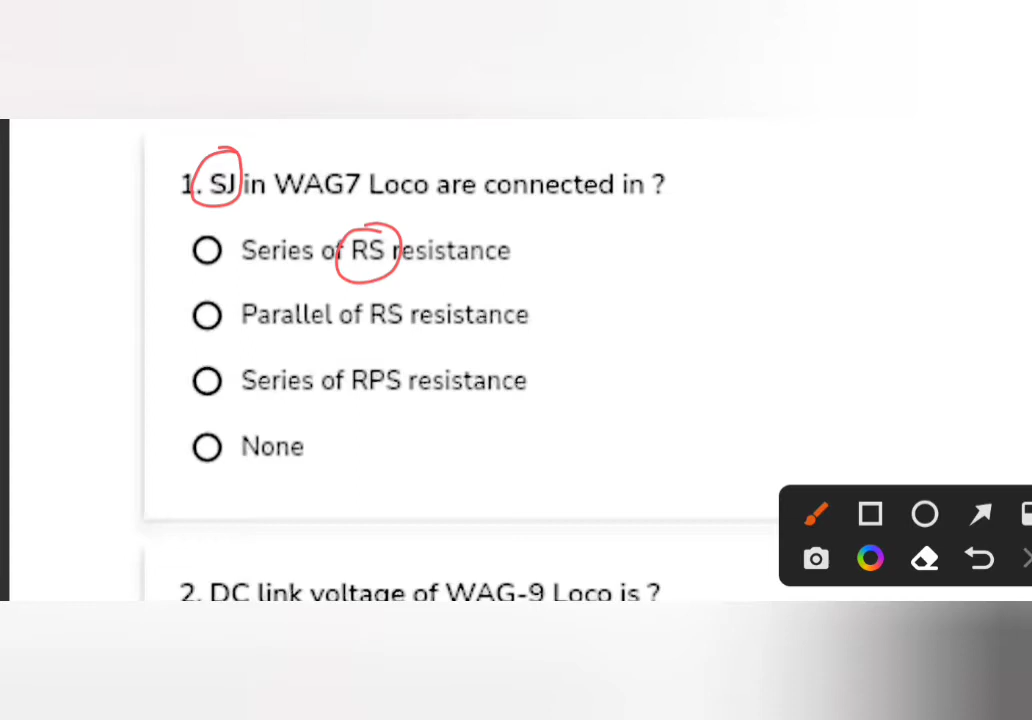 1. SJ in WAG7 Loco are connected in ?
Series of RS resistance
Parallel of RS resistance
Series of RPS resistance
None
2. DC link voltage of WAG-9 Loco is ?